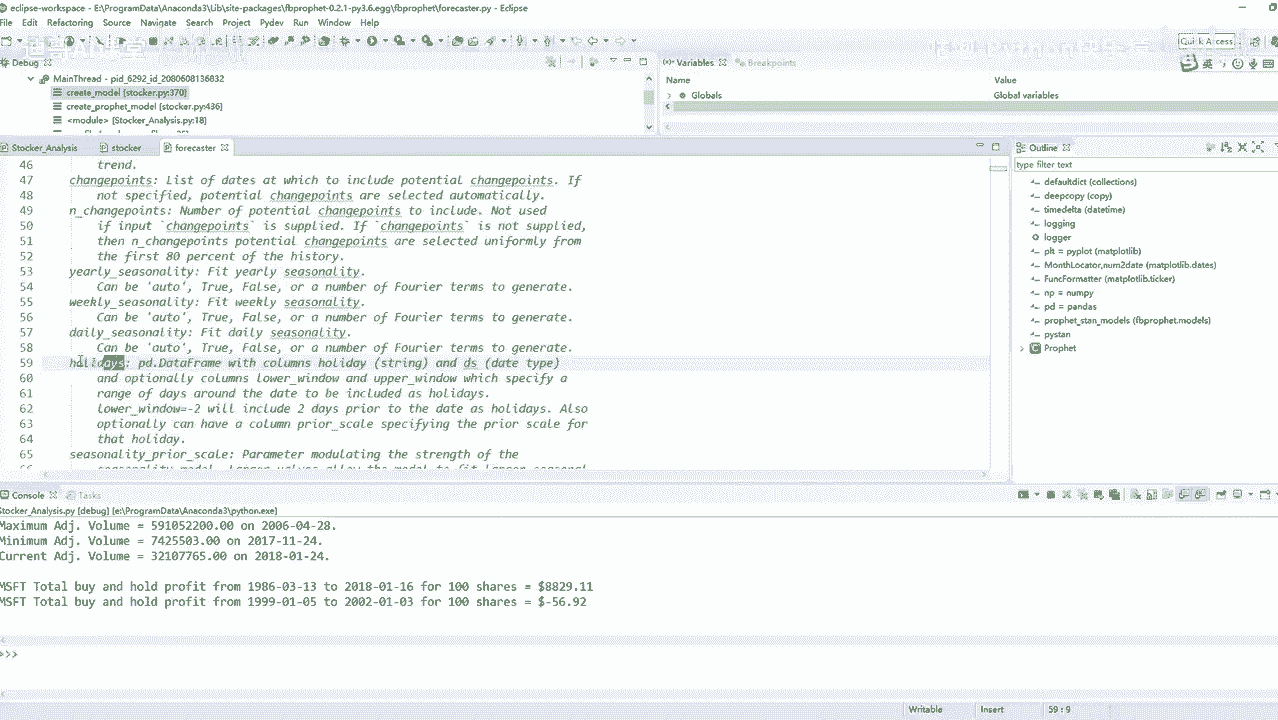 eclipse-workspace - E:\ProgramData\Anaconda3\Lib\site-packages\fbprophet-0.2.1-py3.6.egg\fbprophet\forecaster.py - Eclipse
File Edit Refactoring Source Navigate Search Project Pydev Run Window Help
Quick Access
Debug
MainThread - pid_6292_id_2080608136832
create_model [stocker.py:370]
create_prophet_model [stocker.py:436]
<module> [Stocker_Analysis.py:18]
Variables Breakpoints
Name Value
Globals Global variables
Stocker_Analysis stocker forecaster
46 trend.
47 changepoints: List of dates at which to include potential changepoints. If
48 not specified, potential changepoints are selected automatically.
49 n_changepoints: Number of potential changepoints to include. Not used
50 if input `changepoints` is supplied. If `changepoints` is not supplied,
51 then n_changepoints potential changepoints are selected uniformly from
52 the first 80 percent of the history.
53 yearly_seasonality: Fit yearly seasonality.
54 Can be 'auto', True, False, or a number of Fourier terms to generate.
55 weekly_seasonality: Fit weekly seasonality.
56 Can be 'auto', True, False, or a number of Fourier terms to generate.
57 daily_seasonality: Fit daily seasonality.
58 Can be 'auto', True, False, or a number of Fourier terms to generate.
59 holidays: pd.DataFrame with columns holiday (string) and ds (date type)
60 and optionally columns lower_window and upper_window which specify a
61 range of days around the date to be included as holidays.
62 lower_window=-2 will include 2 days prior to the date as holidays. Also
63 optionally can have a column prior_scale specifying the prior scale for
64 that holiday.
65 seasonality_prior_scale: Parameter modulating the strength of the
Outline
type filter text
defaultdict (collections)
deepcopy (copy)
timedelta (datetime)
logging
logger
plt = pyplot (matplotlib)
MonthLocator,num2date (matplotlib.dates)
FuncFormatter (matplotlib.ticker)
np = numpy
pd = pandas
prophet_stan_models (fbprophet.models)
pystan
Prophet
Console Tasks
Stocker_Analysis.py [debug] [e:\ProgramData\Anaconda3\python.exe]
Maximum Adj. Volume = 591052200.00 on 2006-04-28.
Minimum Adj. Volume = 7425503.00 on 2017-11-24.
Current Adj. Volume = 32107765.00 on 2018-01-24.
MSFT Total buy and hold profit from 1986-03-13 to 2018-01-16 for 100 shares = $8829.11
MSFT Total buy and hold profit from 1999-01-05 to 2002-01-03 for 100 shares = $-56.92
>>>
Writable Insert 59 : 9